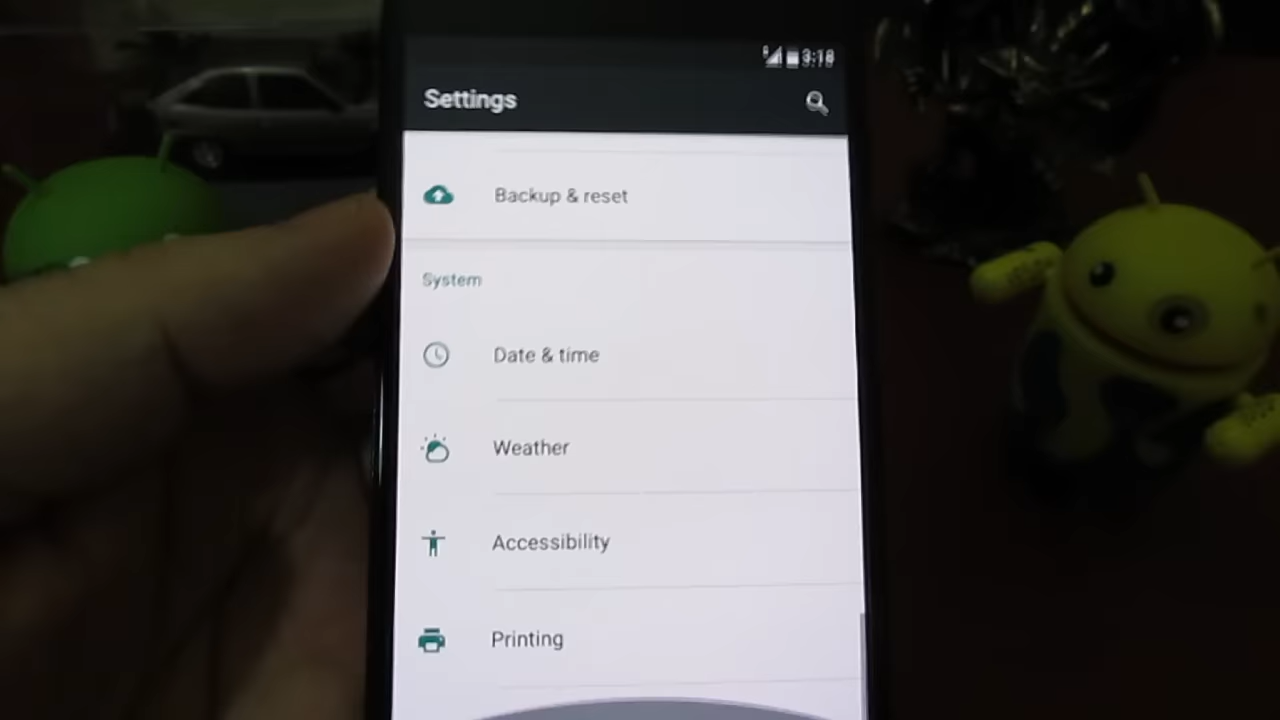 3:18
Settings
Backup & reset
System
Date & time
Weather
Accessibility
Printing